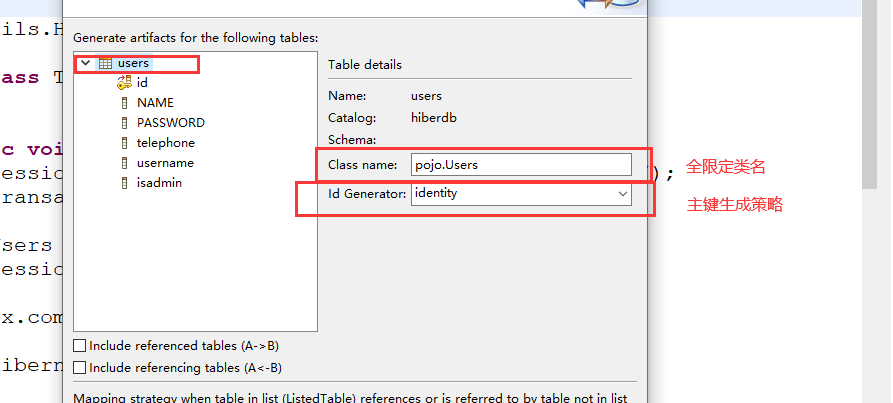 ils.H
Generate artifacts for the following tables:
users
id
NAME
PASSWORD
telephone
username
isadmin
Table details
Name: users
Catalog: hiberdb
Schema:
Class name: pojo.Users
全限定类名
Id Generator: identity
主键生成策略
ass T
c voi
essio
);
ransa
sers
essio
x.com
ibern
Include referenced tables (A->B)
Include referencing tables (A<-B)
Mapping strategy when table in list (ListedTable) references or is referred to by table not in list